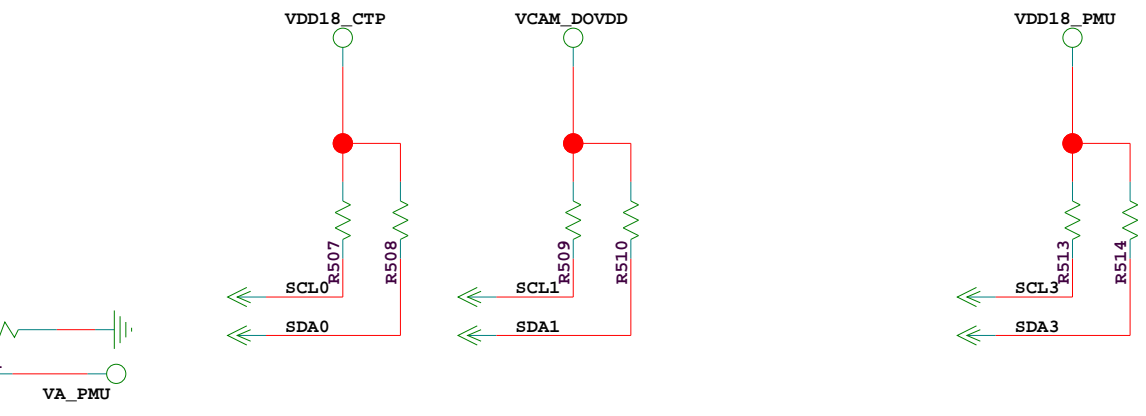 VDD18_CTP
VCAM_DOVDD
VDD18_PMU
R507
R508
R509
R510
R513
R514
SCL0
SCL1
SCL3
SDA0
SDA1
SDA3
VA_PMU